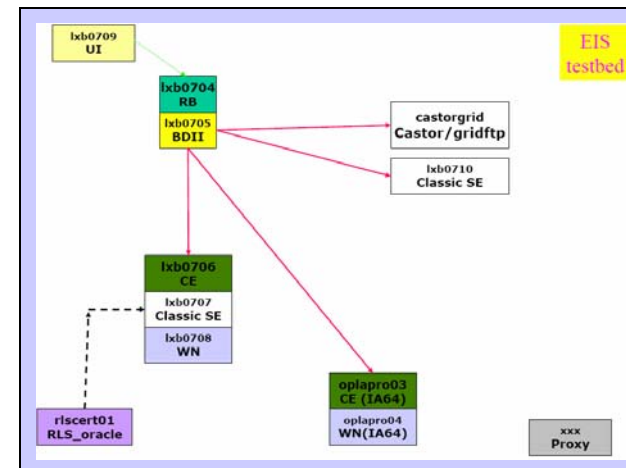 lxb0709
UI
EIS
testbed
lxb0704
RB
lxb0705
BDII
castorgrid
Castor/gridftp
lxb0710
Classic SE
lxb0706
CE
lxb0707
Classic SE
lxb0708
WN
oplapro03
CE (IA64)
oplapro04
WN(IA64)
rlscert01
RLS_oracle
xxx
Proxy